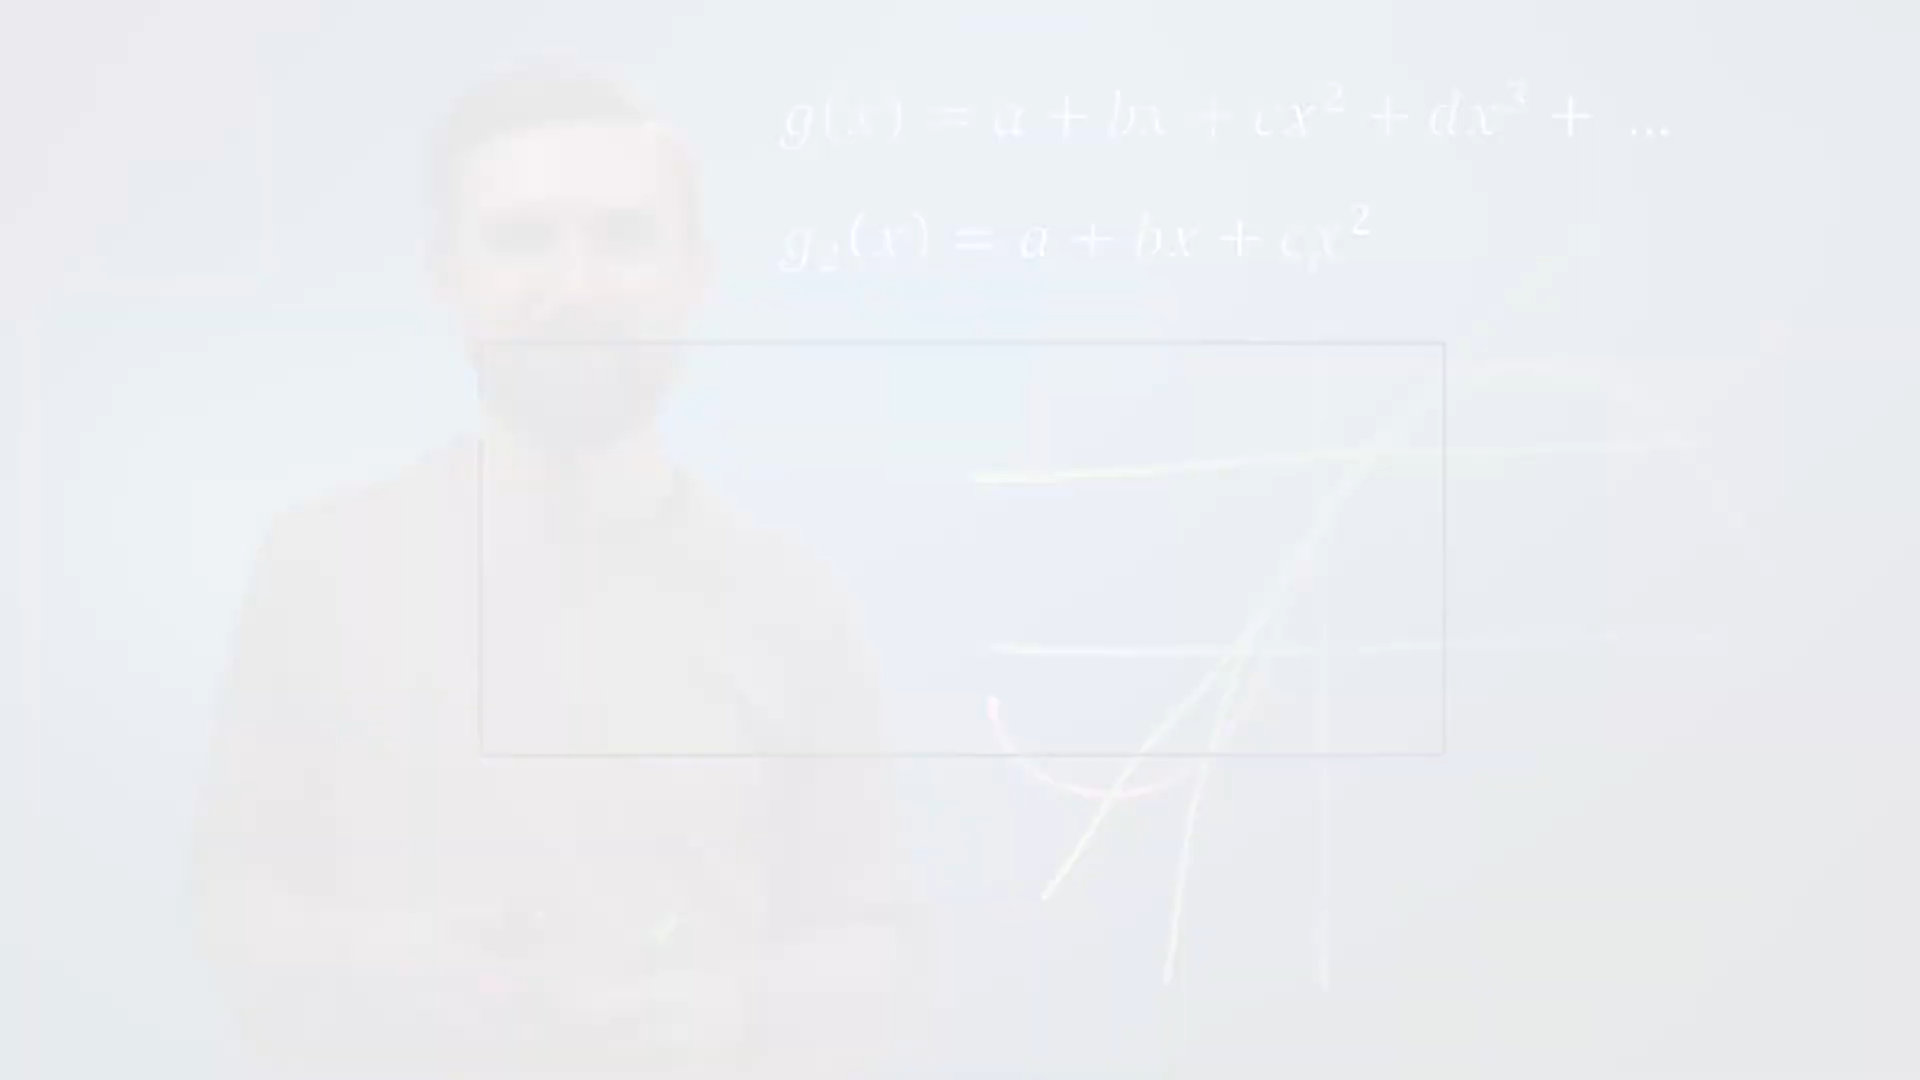 g(x) = a + bx + cx² + dx³ + ...
g₂(x) = a + bx + cx²